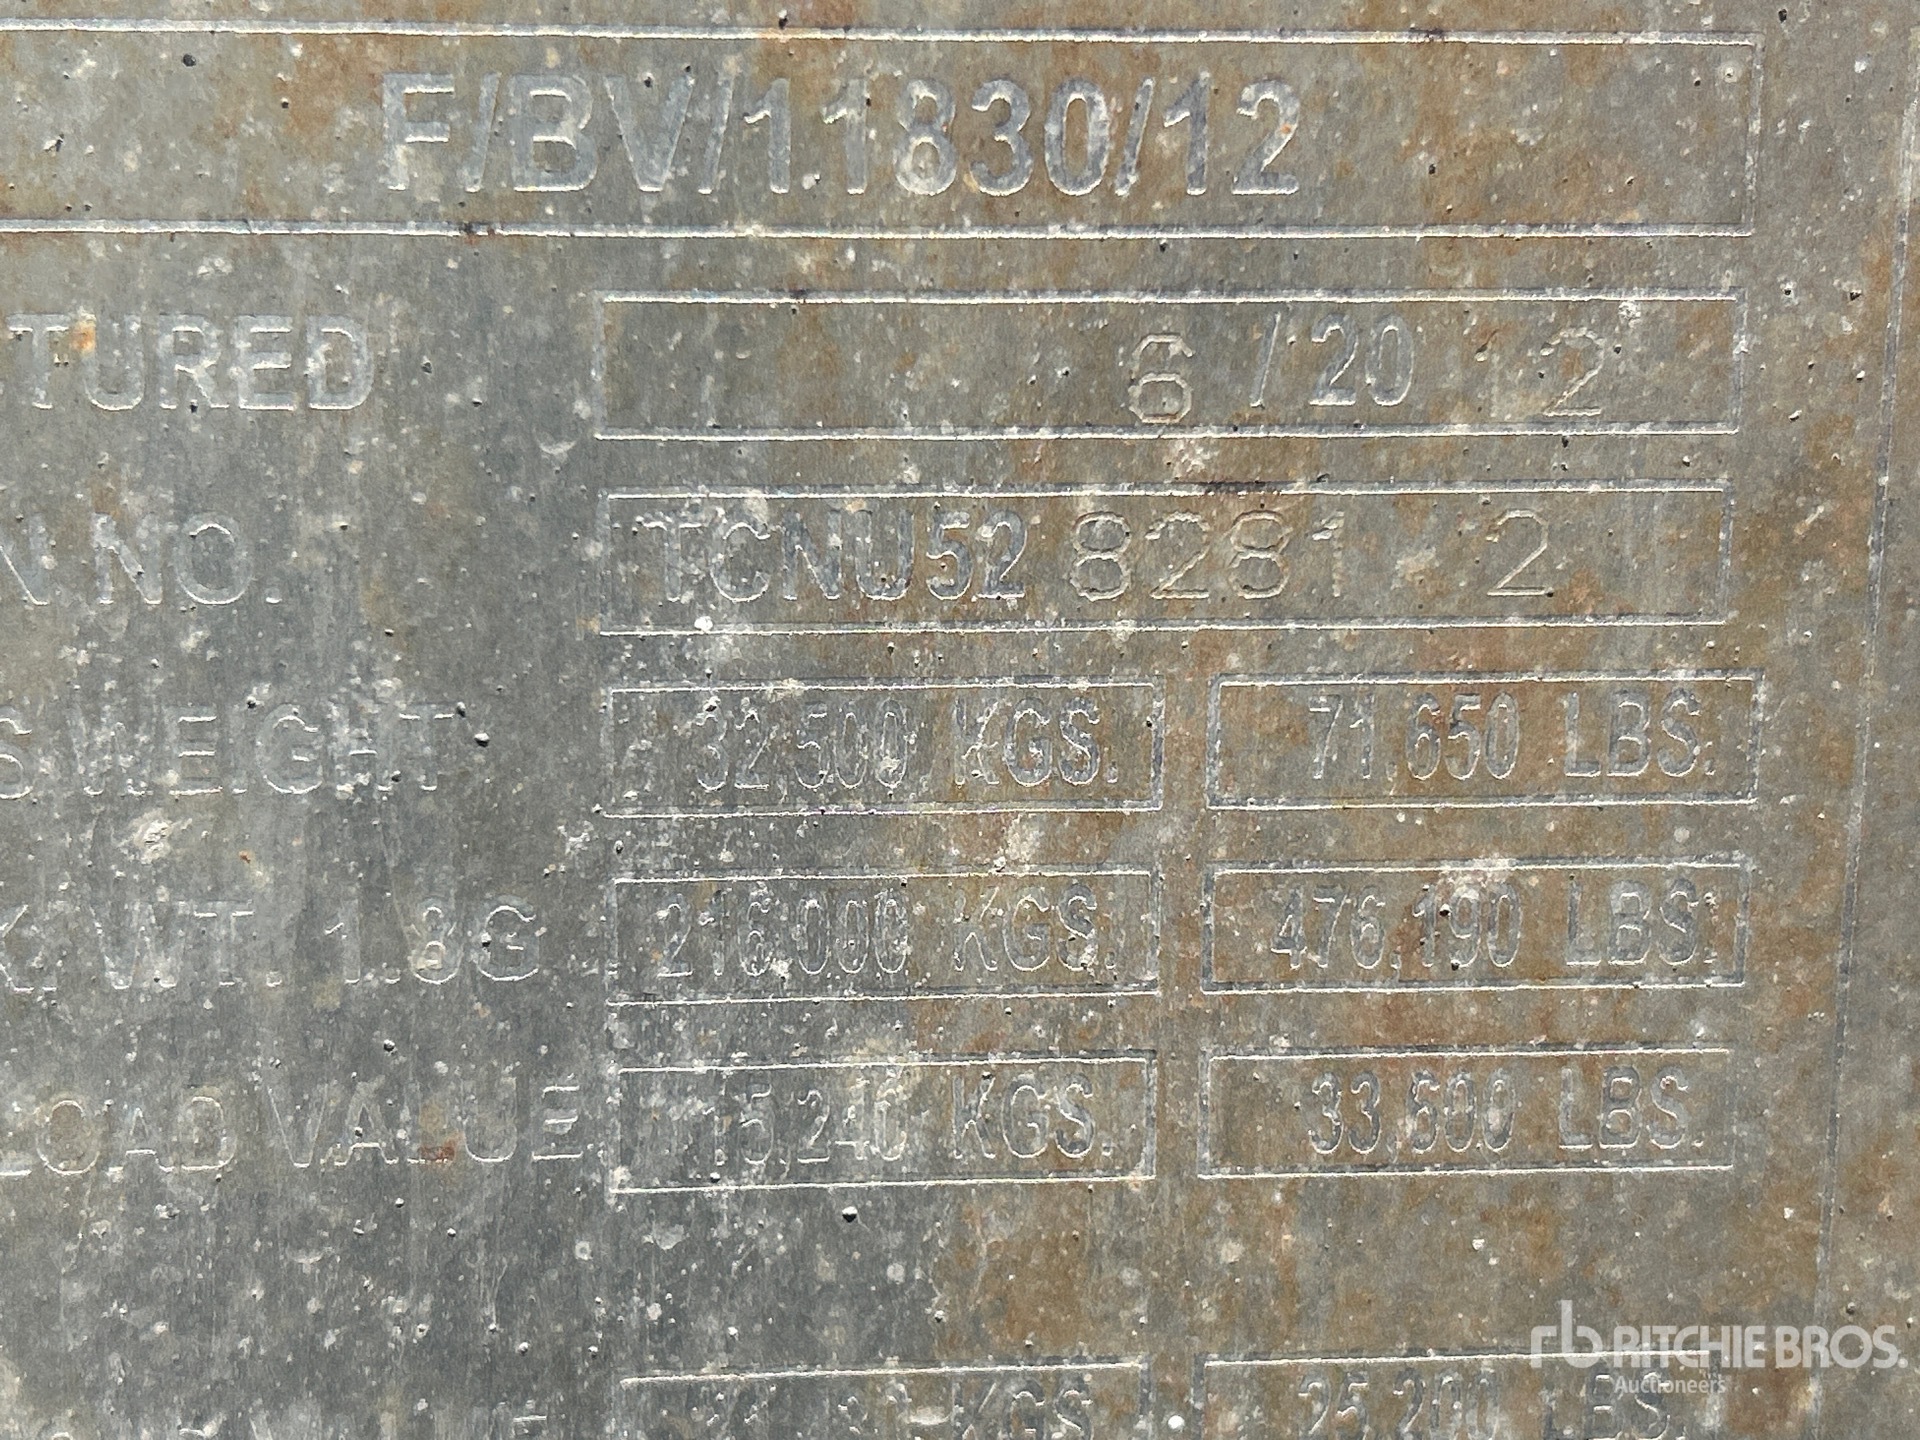 F/BV/11830/12
TURED 6 / 20 12
N NO. TCNU52 8281 2
S WEIGHT 32,500 KGS. 71,650 LBS.
K. WT. 1.8G 216,000 KGS. 476,190 LBS.
LOAD VALUE 15,240 KGS. 33,600 LBS.
KGS. 25,200 LBS.
rb RITCHIE BROS.
Auctioneers